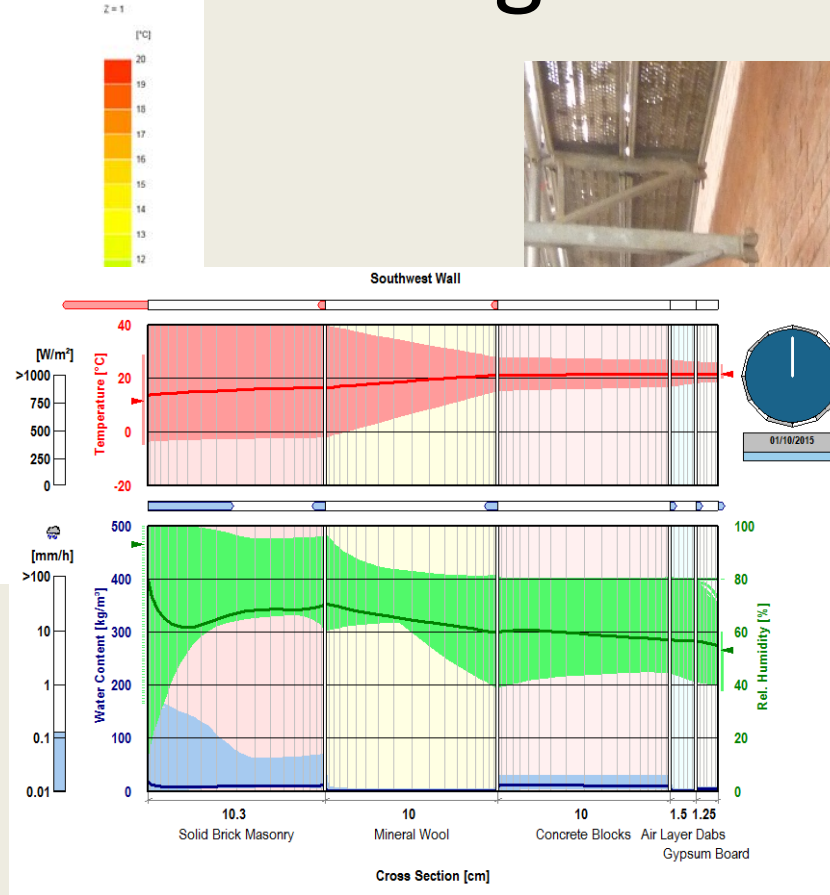 g
Z = 1
[°C]
20
19
18
17
16
15
14
13
12
Southwest Wall
[W/m²]
>1000
750
500
250
0
Temperature [°C]
40
20
0
-20
01/10/2015
[mm/h]
>100
10
1
0.1
0.01
Water Content [kg/m³]
500
400
300
200
100
0
100
80
60
40
20
0
Rel. Humidity [%]
10.3
10
10
1.5
1.25
Solid Brick Masonry
Mineral Wool
Concrete Blocks
Air Layer Dabs
Gypsum Board
Cross Section [cm]